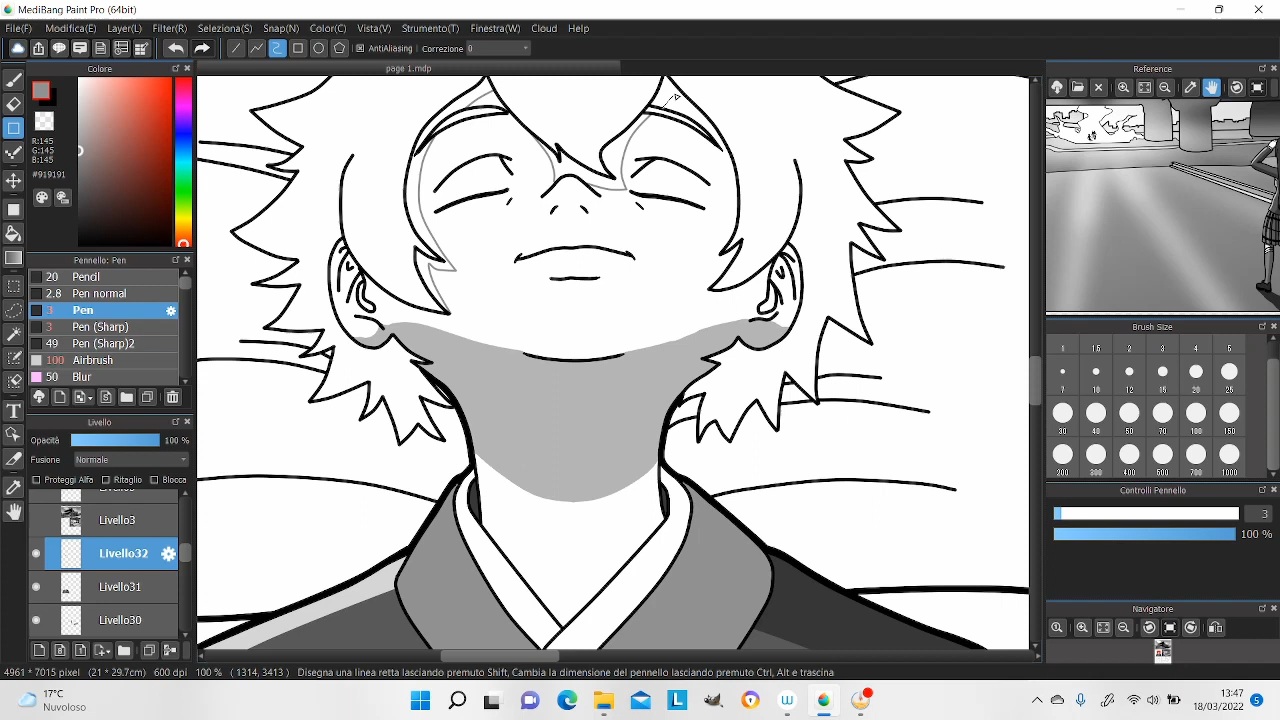 MediBang Paint Pro (64bit)
File(F) Modifica(E) Layer(L) Filter(R) Seleziona(S) Snap(N) Color(C) Vista(V) Strumento(T) Finestra(W) Cloud Help
AntiAliasing Correzione 0
Colore
page 1.mdp
Reference
R:145
G:145
B:145
#919191
Pennello: Pen
20 Pendl
2.8 Pen normal
3 Pen
3 Pen (Sharp)
49 Pen (Sharp)2
100 Airbrush
50 Blur
Brush Size
1 1.5 2 3 4 5
7 10 12 15 20 25
30 40 50 70 100 150
200 300 400 500 700 1000
Livello
Opacità 100 %
Fusione Normale
Proteggi Alfa Ritaglio Blocca
Livello3
Livello32
Livello31
Livello30
Controlli Pennello
3
100 %
Navigatore
4961 * 7015 pixel (21 * 29.7cm) 600 dpi 100 % ( 1314, 3413 ) Disegna una linea retta lasciando premuto Shift, Cambia la dimensione del pennello lasciando premuto Ctrl, Alt e trascina
17°C
Nuvoloso
13:47
18/03/2022
5